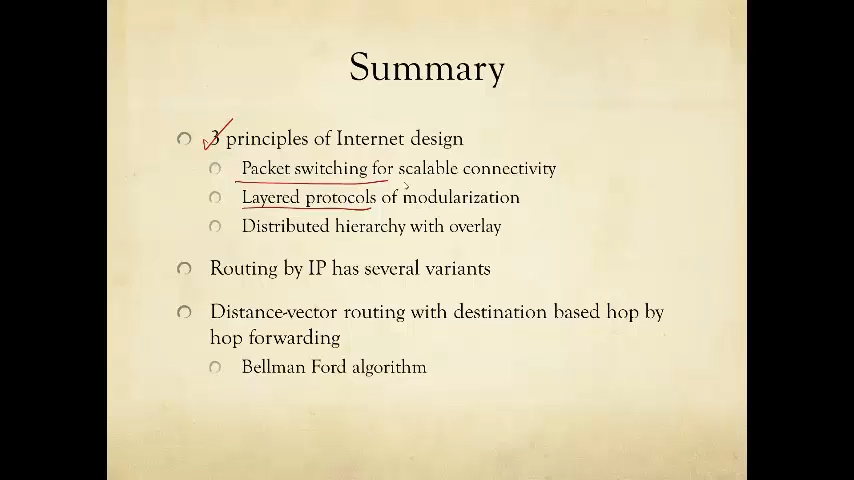 Summary
3 principles of Internet design
Packet switching for scalable connectivity
Layered protocols of modularization
Distributed hierarchy with overlay
Routing by IP has several variants
Distance-vector routing with destination based hop by
hop forwarding
Bellman Ford algorithm